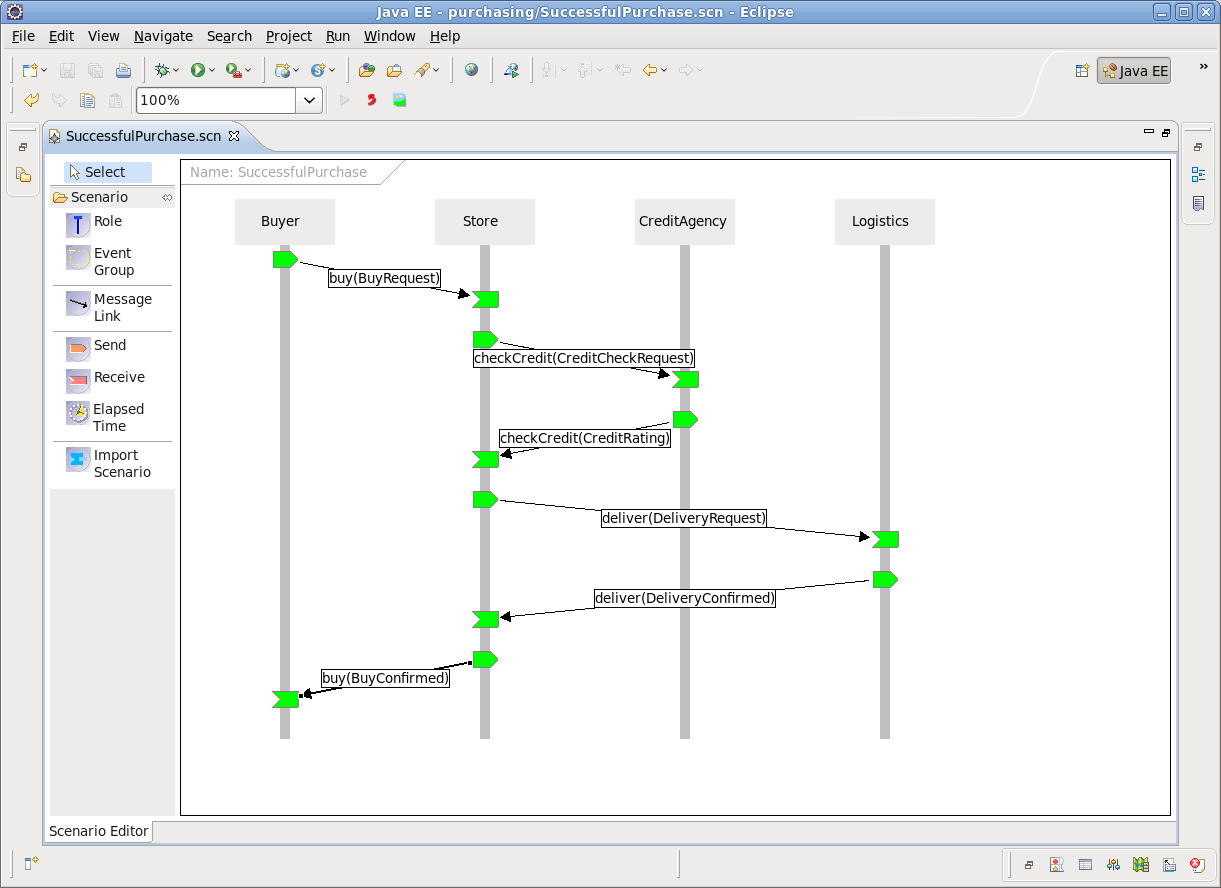 Java EE - purchasing/SuccessfulPurchase.scn - Eclipse
File Edit View Navigate Search Project Run Window Help
Java EE
»
100%
SuccessfulPurchase.scn
Select
Scenario
Role
Event
Group
Message
Link
Send
Receive
Elapsed
Time
Import
Scenario
Name: SuccessfulPurchase
Buyer Store CreditAgency Logistics
buy(BuyRequest)
checkCredit(CreditCheckRequest)
checkCredit(CreditRating)
deliver(DeliveryRequest)
deliver(DeliveryConfirmed)
buy(BuyConfirmed)
Scenario Editor